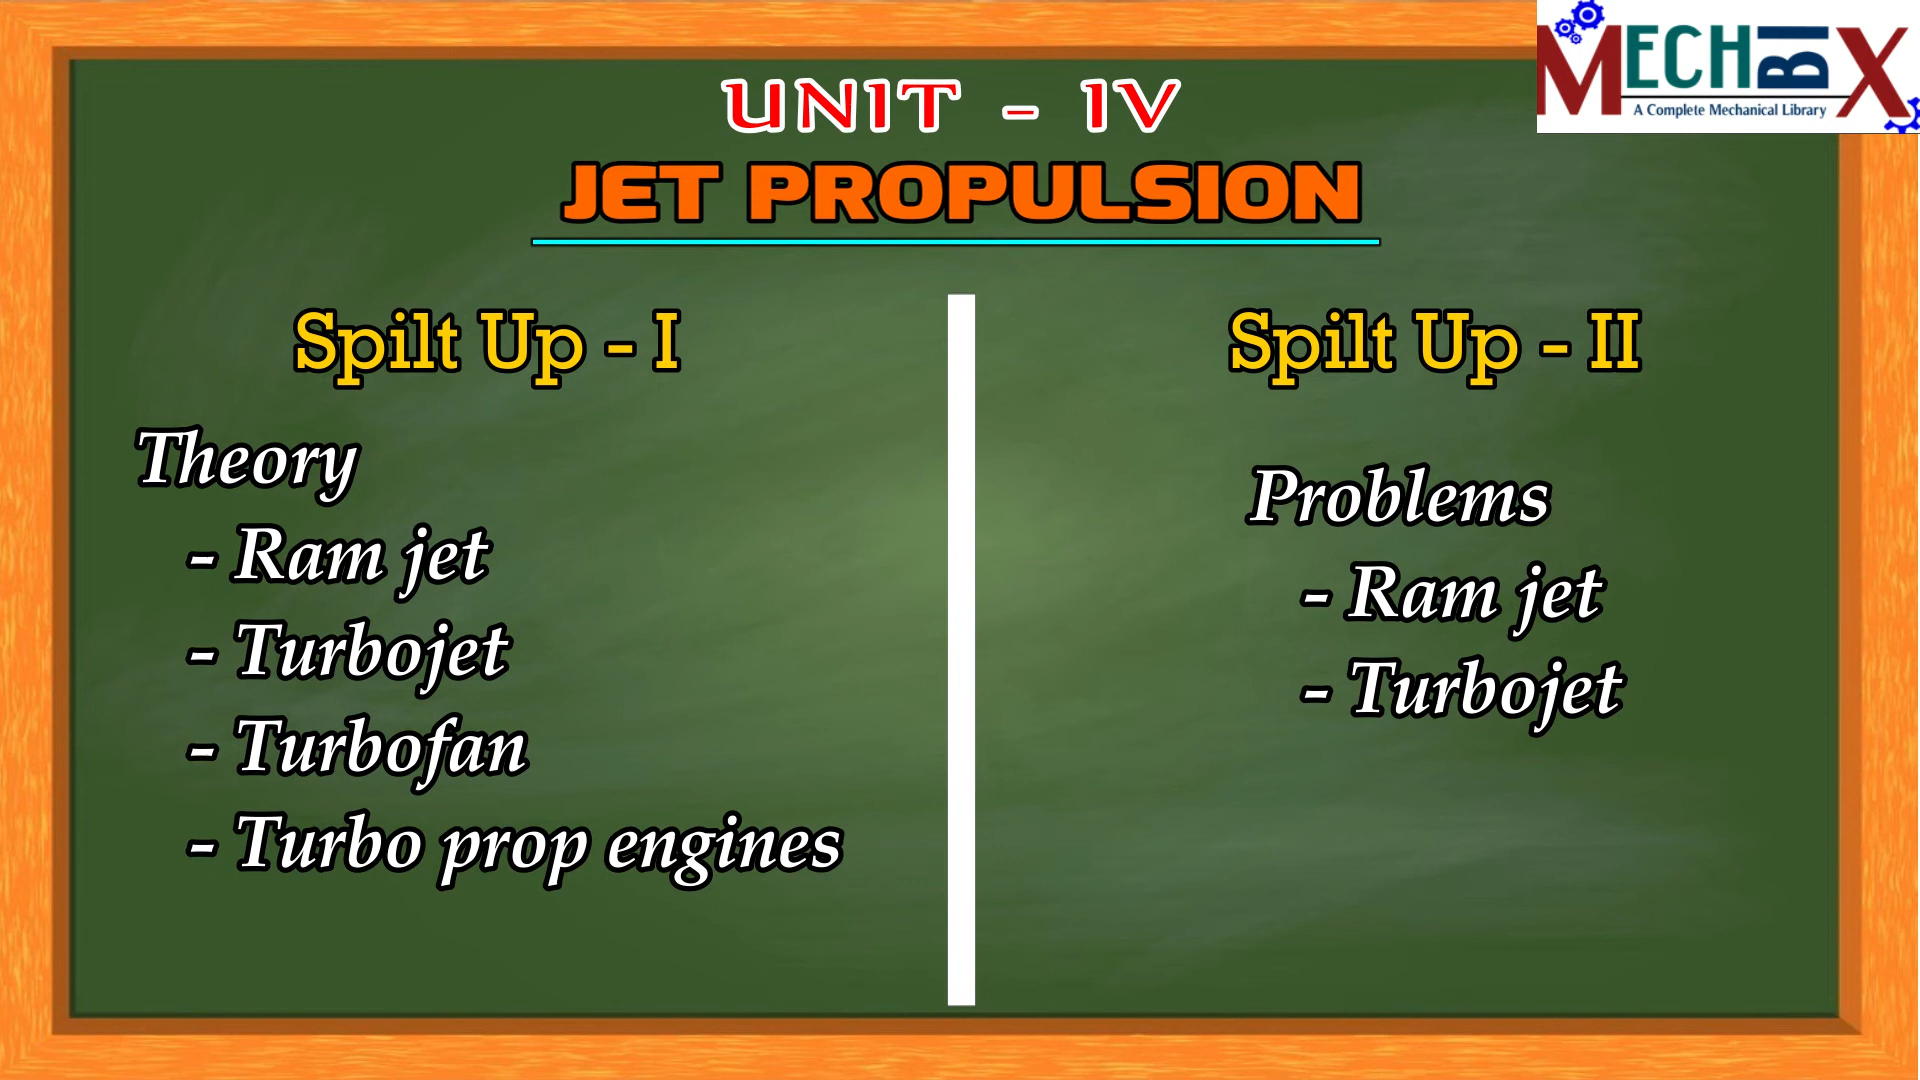 MECHBIX
A Complete Mechanical Library
UNIT - IV
JET PROPULSION
Spilt Up - I
Theory
- Ram jet
- Turbojet
- Turbofan
- Turbo prop engines
Spilt Up - II
Problems
- Ram jet
- Turbojet